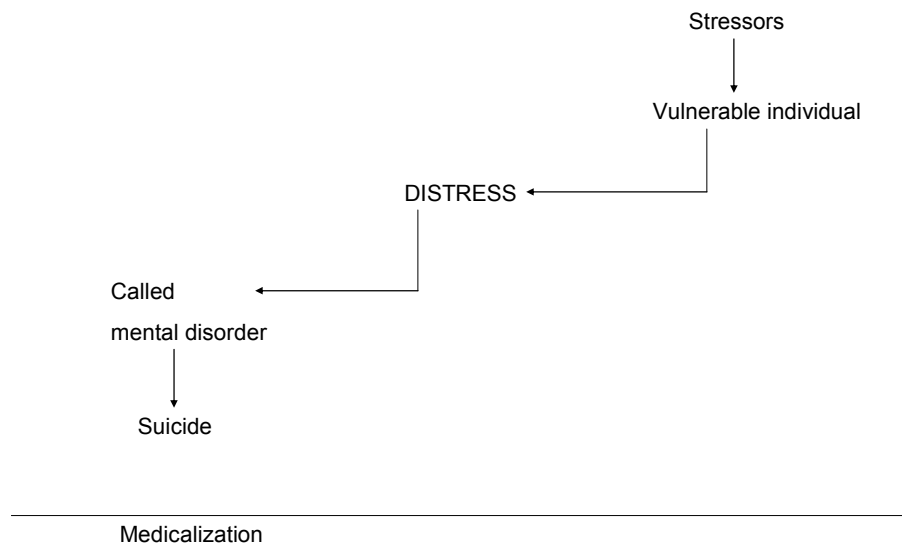 Stressors
Vulnerable individual
DISTRESS
Called
mental disorder
Suicide
Medicalization